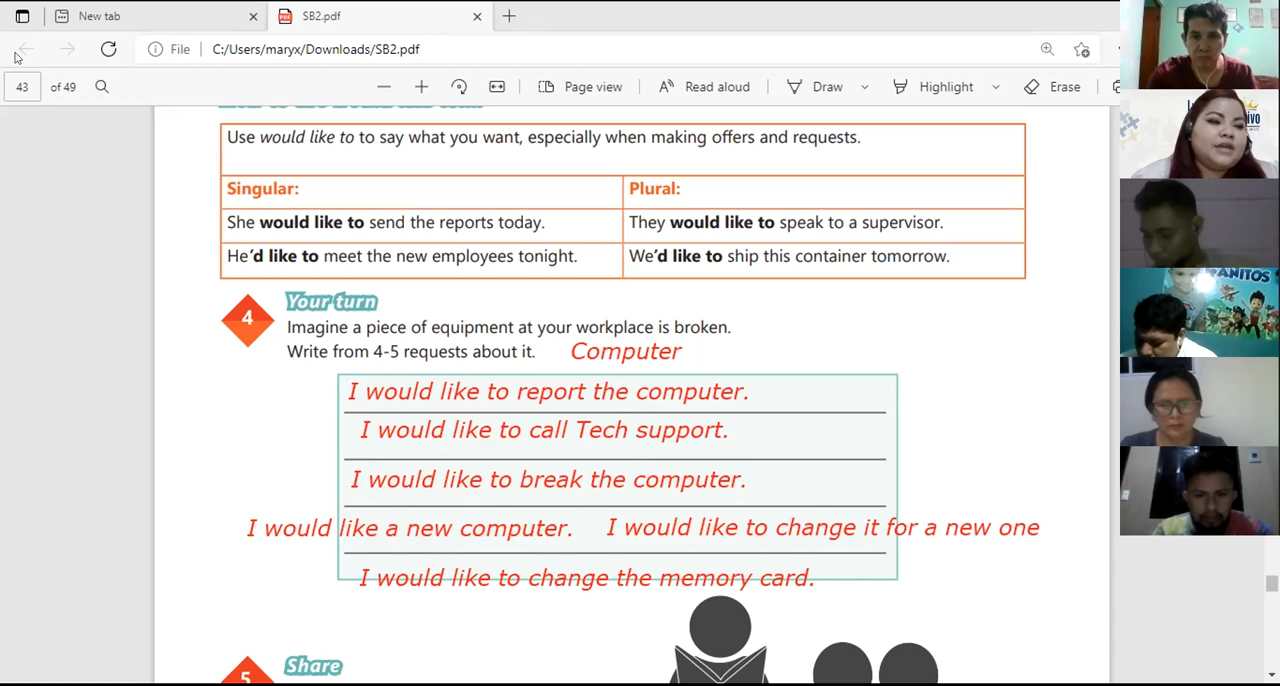 New tab
SB2.pdf
File
C:/Users/maryx/Downloads/SB2.pdf
43 of 49
Page view
Read aloud
Draw
Highlight
Erase
Use would like to to say what you want, especially when making offers and requests.
Singular:
Plural:
She would like to send the reports today.
They would like to speak to a supervisor.
He'd like to meet the new employees tonight.
We'd like to ship this container tomorrow.
4
Your turn
Imagine a piece of equipment at your workplace is broken.
Write from 4-5 requests about it.
Computer
I would like to report the computer.
I would like to call Tech support.
I would like to break the computer.
I would like a new computer.
I would like to change it for a new one
I would like to change the memory card.
5
Share